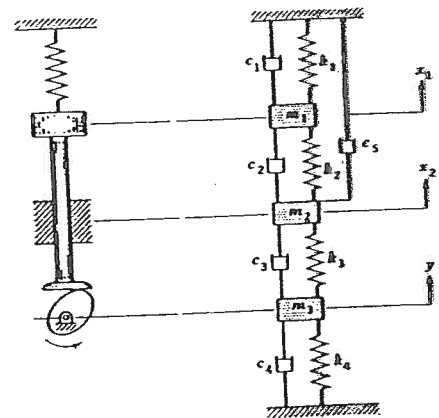 c₁
k₁
x₁
m₁
c₂
k₂
c₅
x₂
m₂
c₃
k₃
y
m₃
c₄
k₄